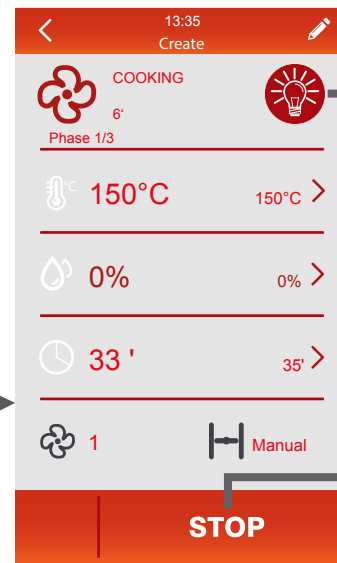 13:35
Create
COOKING
6'
Phase 1/3
°C
150°C 150°C
0% 0%
33 ' 35'
1 Manual
STOP